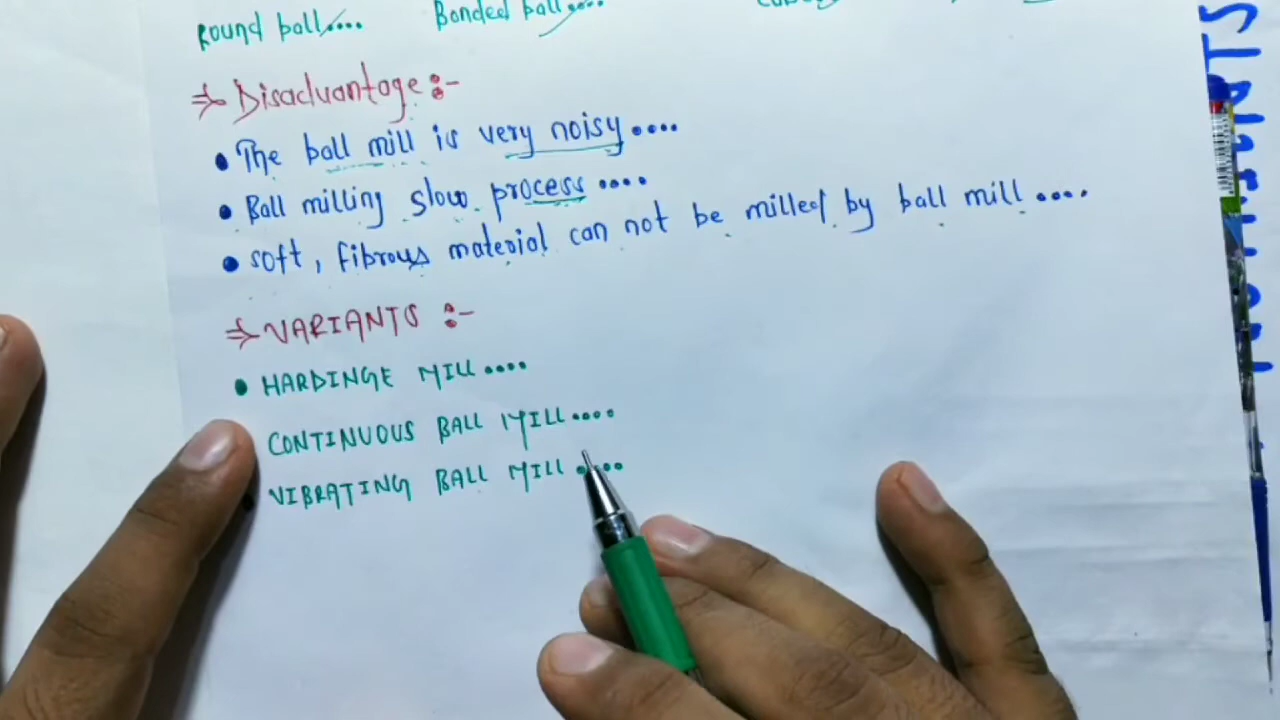 Round ball.... Bonded ball....
⇒ Disadvantage :-
• The ball mill is very noisy....
• Ball milling slow process....
• soft, fibrous material can not be milled by ball mill....
⇒ VARIANTS :-
• HARDINGE MILL....
CONTINUOUS BALL MILL....
• VIBRATING BALL MILL....